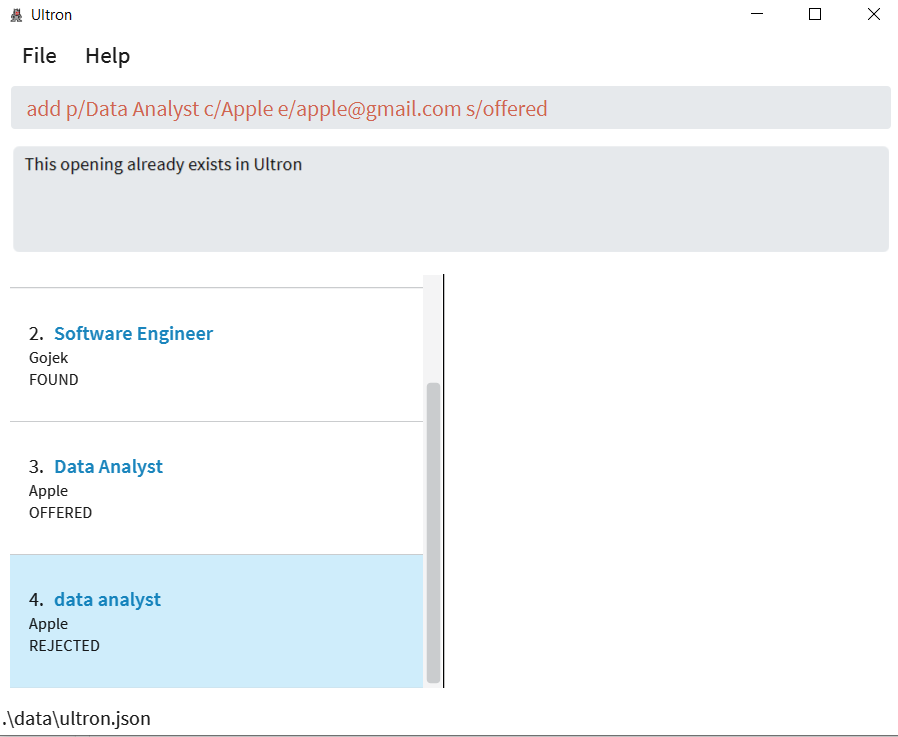 Ultron
File Help
add p/Data Analyst c/Apple e/apple@gmail.com s/offered
This opening already exists in Ultron
2. Software Engineer
Gojek
FOUND
3. Data Analyst
Apple
OFFERED
4. data analyst
Apple
REJECTED
.\data\ultron.json